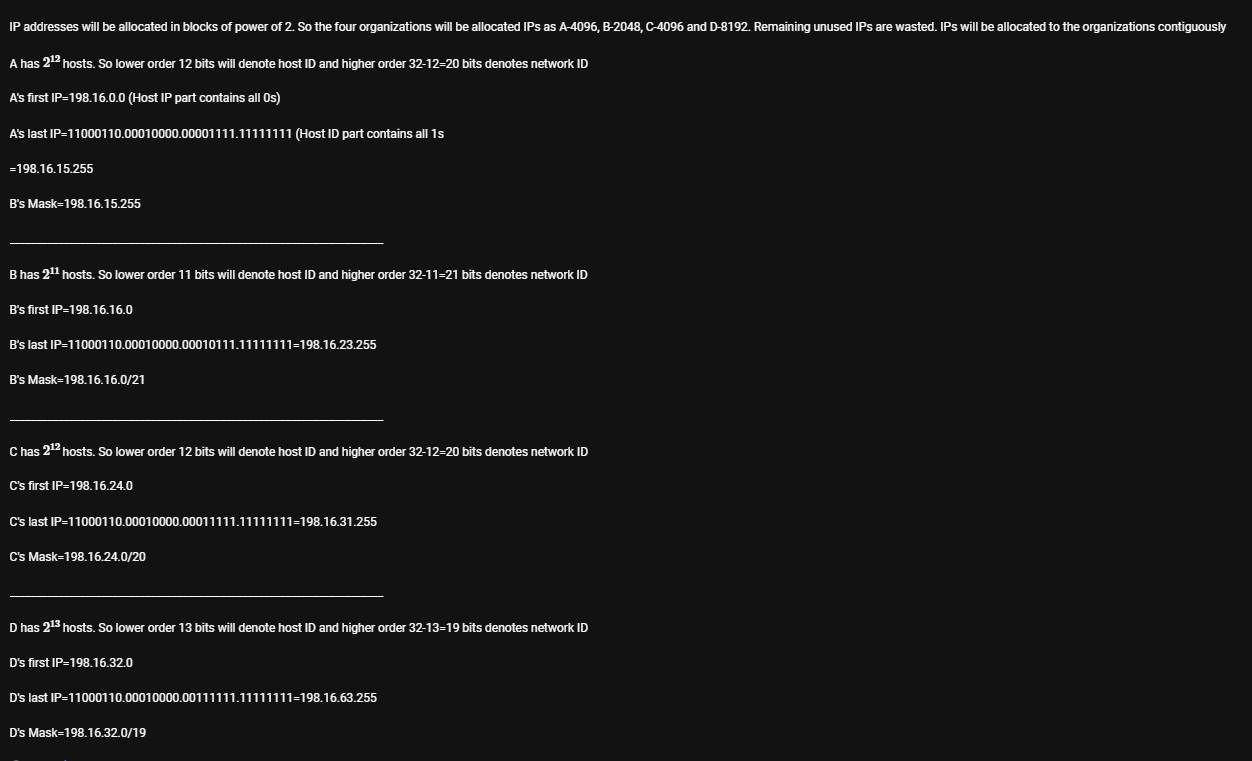 IP addresses will be allocated in blocks of power of 2. So the four organizations will be allocated IPs as A-4096, B-2048, C-4096 and D-8192. Remaining unused IPs are wasted. IPs will be allocated to the organizations contiguously
A has 2¹² hosts. So lower order 12 bits will denote host ID and higher order 32-12=20 bits denotes network ID
A's first IP=198.16.0.0 (Host IP part contains all 0s)
A's last IP=11000110.00010000.00001111.11111111 (Host ID part contains all 1s
=198.16.15.255
B's Mask=198.16.15.255
B has 2¹¹ hosts. So lower order 11 bits will denote host ID and higher order 32-11=21 bits denotes network ID
B's first IP=198.16.16.0
B's last IP=11000110.00010000.00010111.11111111=198.16.23.255
B's Mask=198.16.16.0/21
C has 2¹² hosts. So lower order 12 bits will denote host ID and higher order 32-12=20 bits denotes network ID
C's first IP=198.16.24.0
C's last IP=11000110.00010000.00011111.11111111=198.16.31.255
C's Mask=198.16.24.0/20
D has 2¹³ hosts. So lower order 13 bits will denote host ID and higher order 32-13=19 bits denotes network ID
D's first IP=198.16.32.0
D's last IP=11000110.00010000.00111111.11111111=198.16.63.255
D's Mask=198.16.32.0/19